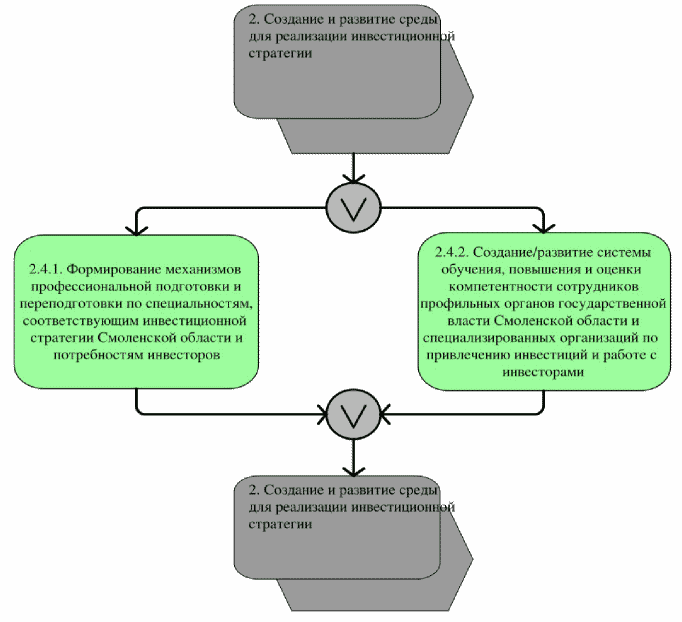 2. Создание и развитие среды
для реализации инвестиционной
стратегии
2.4.1. Формирование механизмов
профессиональной подготовки и
переподготовки по специальностям,
соответствующим инвестиционной
стратегии Смоленской области и
потребностям инвесторов
2.4.2. Создание/развитие системы
обучения, повышения и оценки
компетентности сотрудников
профильных органов государственной
власти Смоленской области и
специализированных организаций по
привлечению инвестиций и работе с
инвесторами
2. Создание и развитие среды
для реализации инвестиционной
стратегии